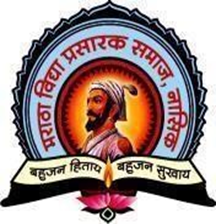 मराठा विद्या प्रसारक समाज, नासिक
बहुजन हिताय बहुजन सुखाय